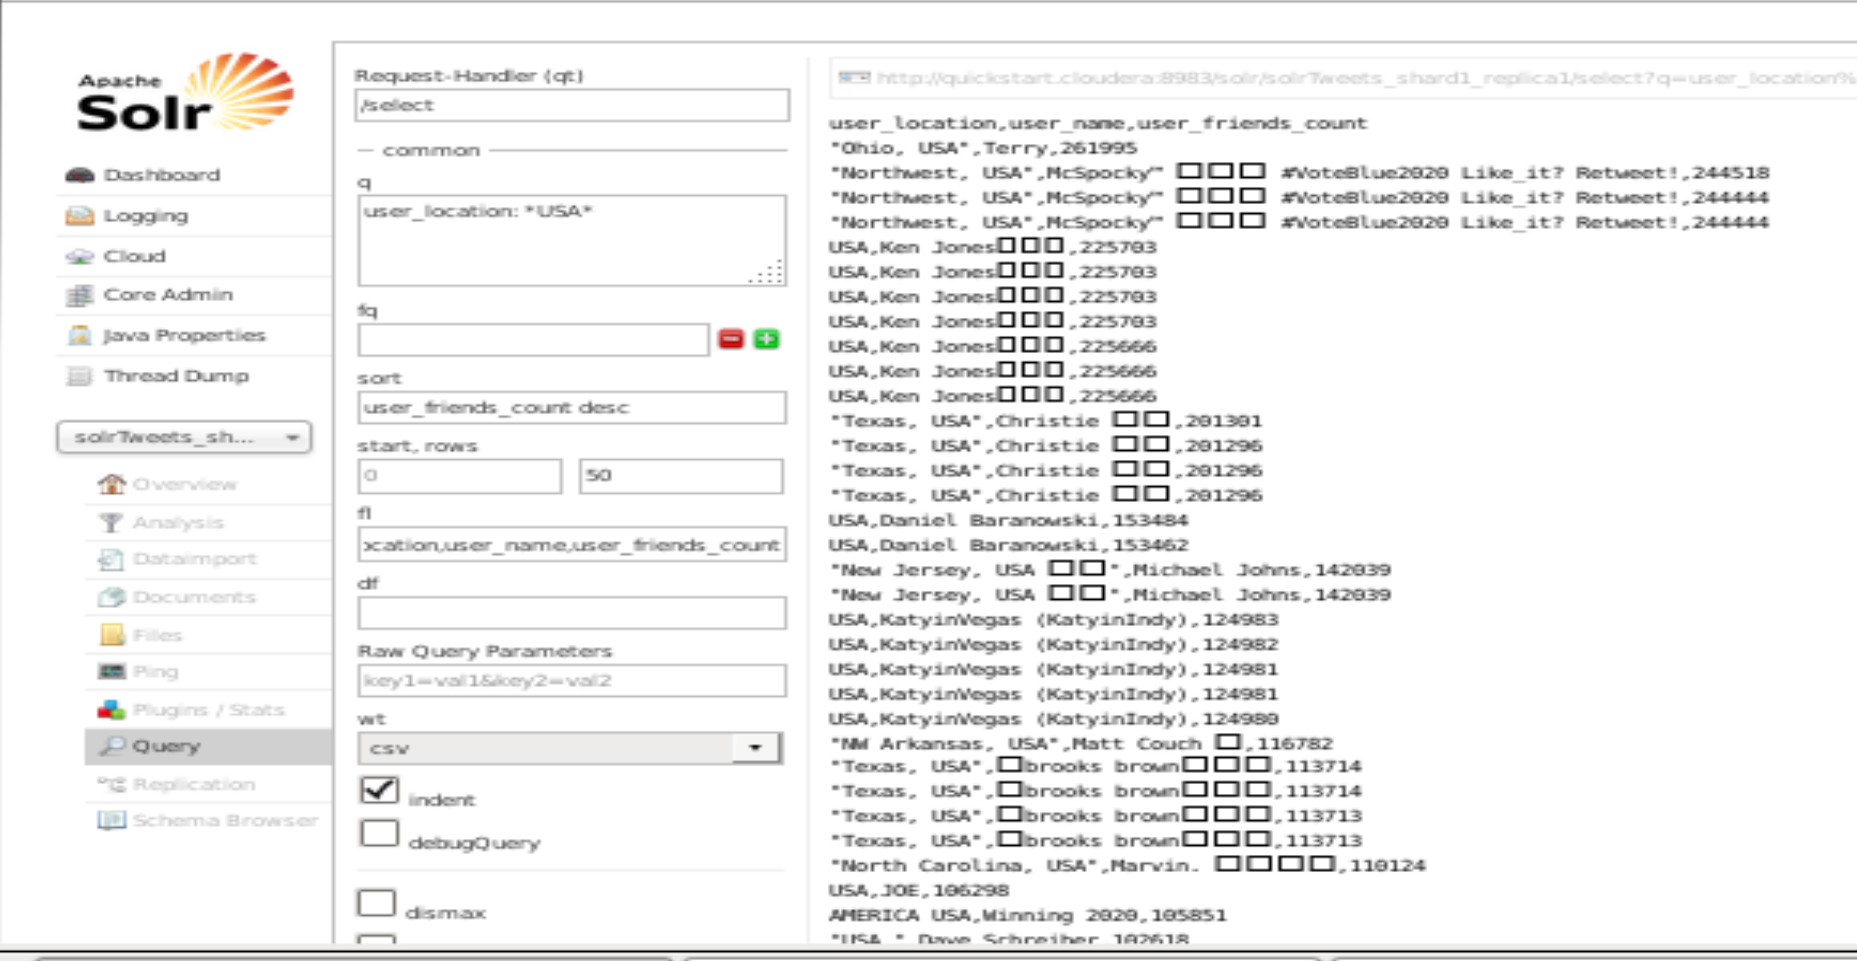 Apache
Solr
Dashboard
Logging
Cloud
Core Admin
Java Properties
Thread Dump
solrTweets_sh...
Overview
Analysis
Dataimport
Documents
Files
Ping
Plugins / Stats
Query
Replication
Schema Browser
Request-Handler (qt)
/select
common
q
user_location: *USA*
fq
sort
user_friends_count desc
start, rows
0 50
fl
ocation,user_name,user_friends_count
df
Raw Query Parameters
key1=val1&key2=val2
wt
csv
indent
debugQuery
dismax
http://quickstart.cloudera:8983/solr/solrTweets_shard1_replica1/select?q=user_location%
user_location,user_name,user_friends_count
"Ohio, USA",Terry,261995
"Northwest, USA",McSpocky™ □□□ #VoteBlue2020 Like_it? Retweet!,244518
"Northwest, USA",McSpocky™ □□□ #VoteBlue2020 Like_it? Retweet!,244444
"Northwest, USA",McSpocky™ □□□ #VoteBlue2020 Like_it? Retweet!,244444
USA,Ken Jones□□□,225703
USA,Ken Jones□□□,225703
USA,Ken Jones□□□,225703
USA,Ken Jones□□□,225703
USA,Ken Jones□□□,225666
USA,Ken Jones□□□,225666
USA,Ken Jones□□□,225666
"Texas, USA",Christie □□,201301
"Texas, USA",Christie □□,201296
"Texas, USA",Christie □□,201296
"Texas, USA",Christie □□,201296
USA,Daniel Baranowski,153484
USA,Daniel Baranowski,153462
"New Jersey, USA □□",Michael Johns,142039
"New Jersey, USA □□",Michael Johns,142039
USA,KatyinVegas (KatyinIndy),124983
USA,KatyinVegas (KatyinIndy),124982
USA,KatyinVegas (KatyinIndy),124981
USA,KatyinVegas (KatyinIndy),124981
USA,KatyinVegas (KatyinIndy),124980
"NW Arkansas, USA",Matt Couch □,116782
"Texas, USA",□brooks brown□□□,113714
"Texas, USA",□brooks brown□□□,113714
"Texas, USA",□brooks brown□□□,113713
"Texas, USA",□brooks brown□□□,113713
"North Carolina, USA",Marvin. □□□□,110124
USA,JOE,106298
AMERICA USA,Winning 2020,105851
"USA ",Dave Schreiber,102618